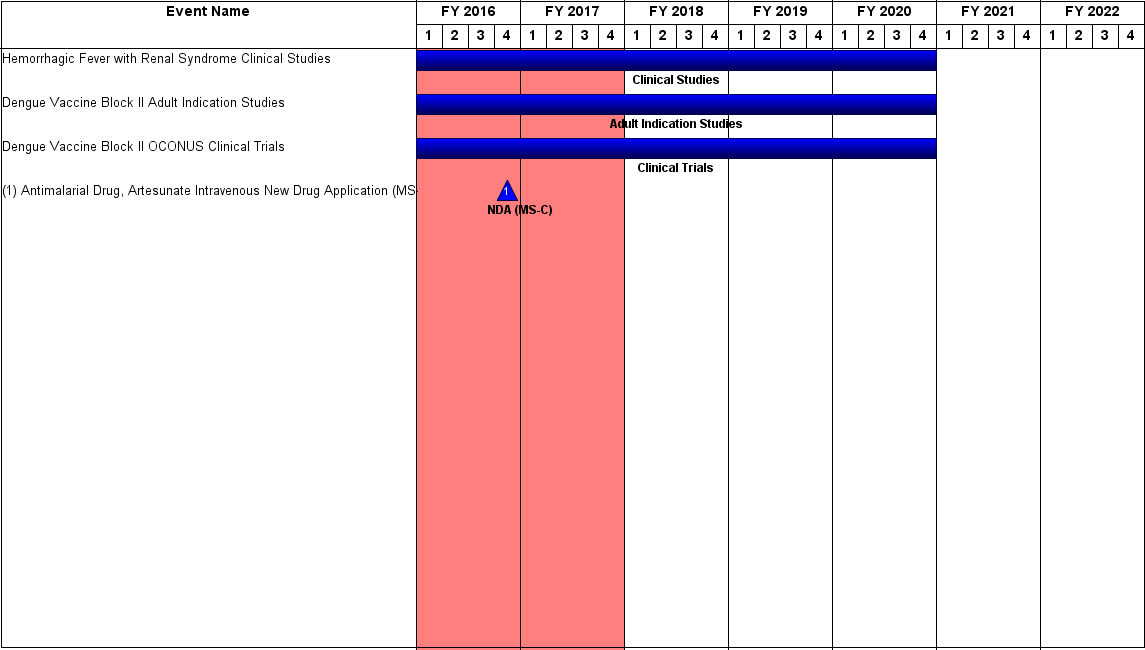 Event Name FY 2016 FY 2017 FY 2018 FY 2019 FY 2020 FY 2021 FY 2022
1 2 3 4 1 2 3 4 1 2 3 4 1 2 3 4 1 2 3 4 1 2 3 4 1 2 3 4
Hemorrhagic Fever with Renal Syndrome Clinical Studies
Clinical Studies
Dengue Vaccine Block II Adult Indication Studies
Adult Indication Studies
Dengue Vaccine Block II OCONUS Clinical Trials
Clinical Trials
(1) Antimalarial Drug, Artesunate Intravenous New Drug Application (MS- 1
NDA (MS-C)